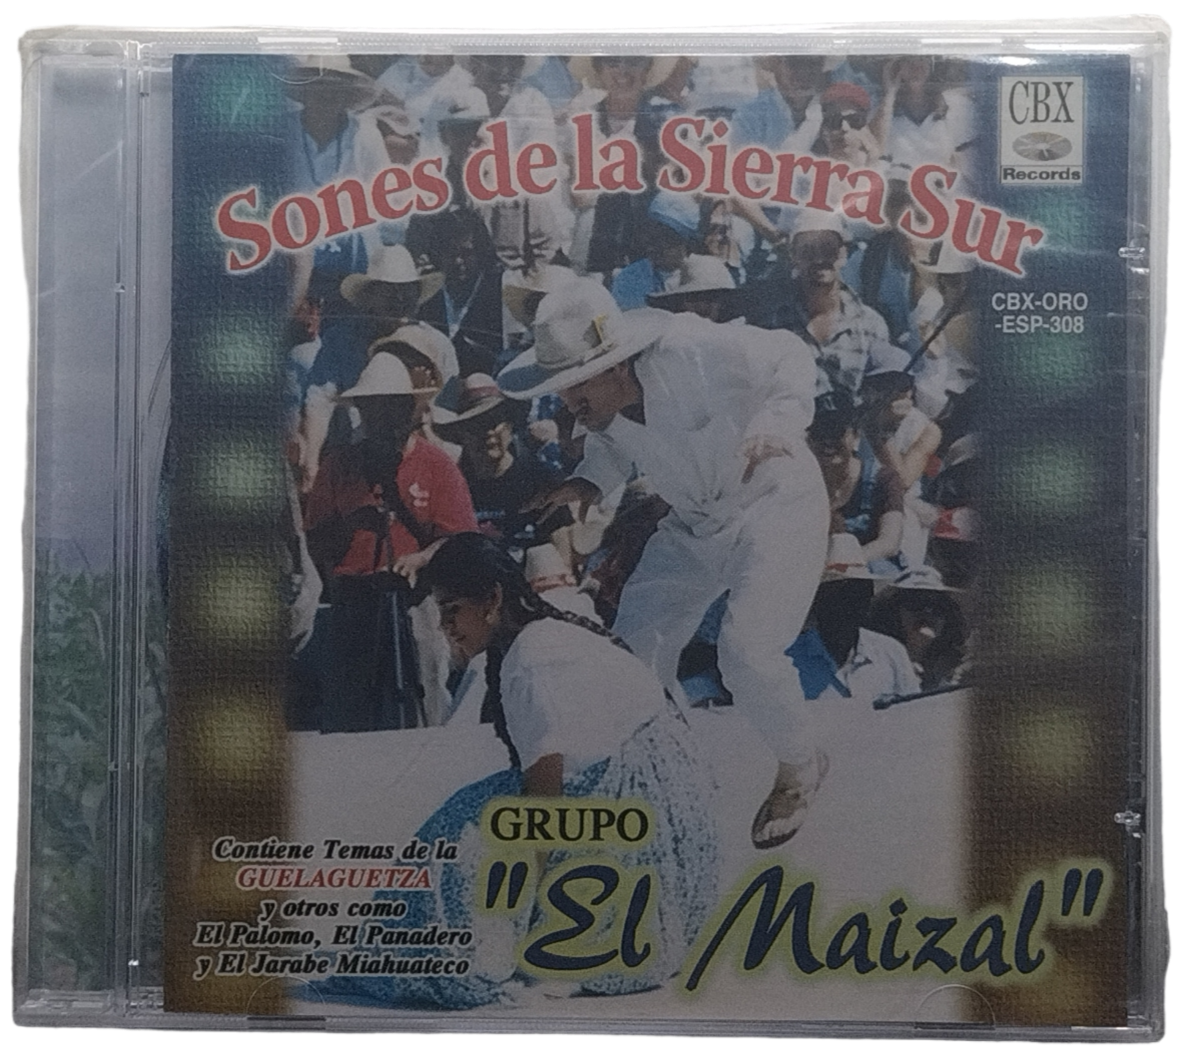 CBX
Records
Sones de la Sierra Sur
CBX-ORO
-ESP-308
Contiene Temas de la
GUELAGUETZA
y otros como
El Palomo, El Panadero
y El Jarabe Miahuateco
GRUPO
"El Maizal"